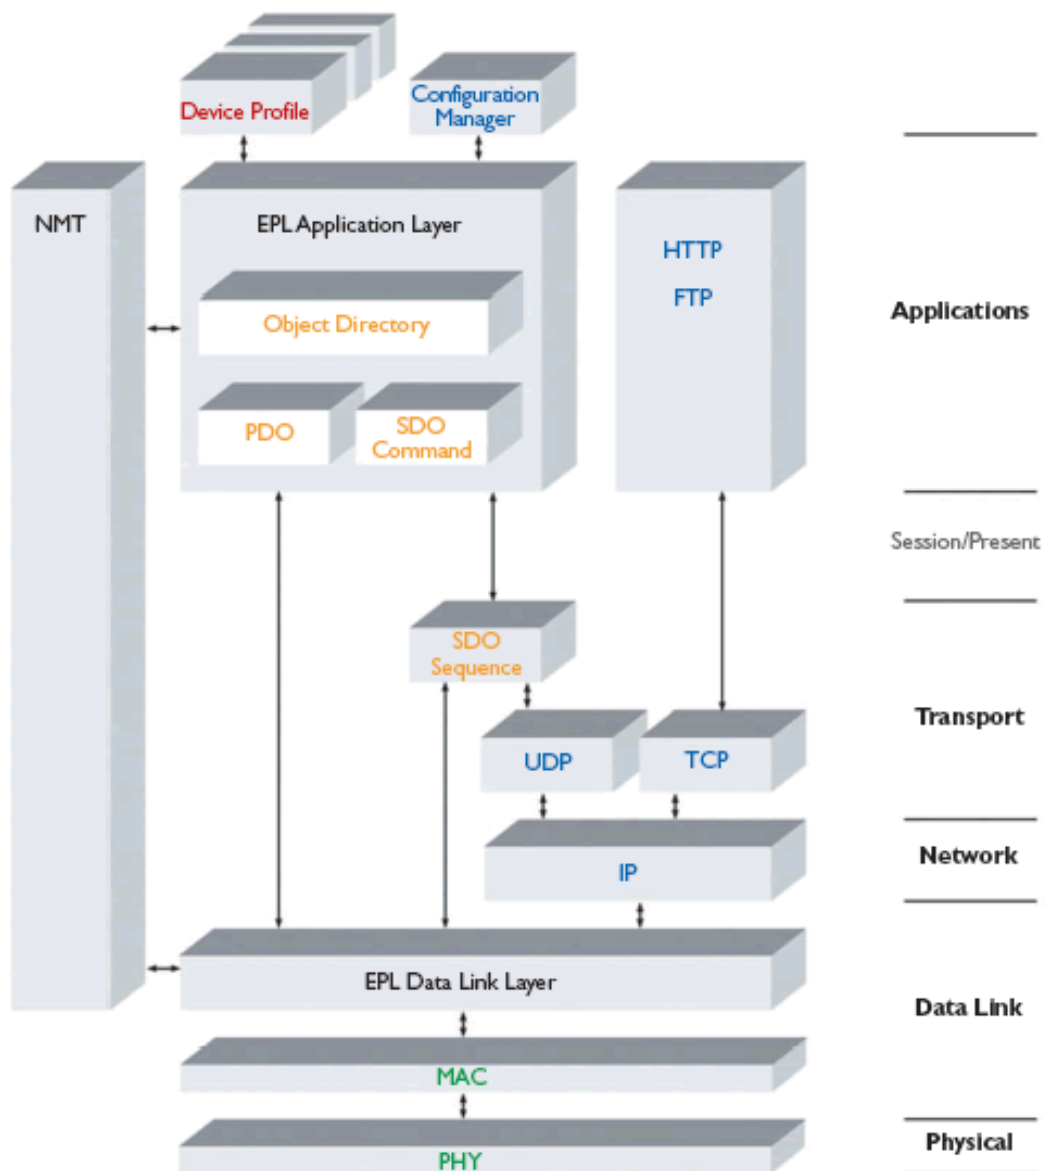 Device Profile
Configuration
Manager
NMT
EPL Application Layer
HTTP
FTP
Object Directory
Applications
PDO
SDO
Command
Session/Present
SDO
Sequence
Transport
UDP
TCP
Network
IP
EPL Data Link Layer
Data Link
MAC
Physical
PHY